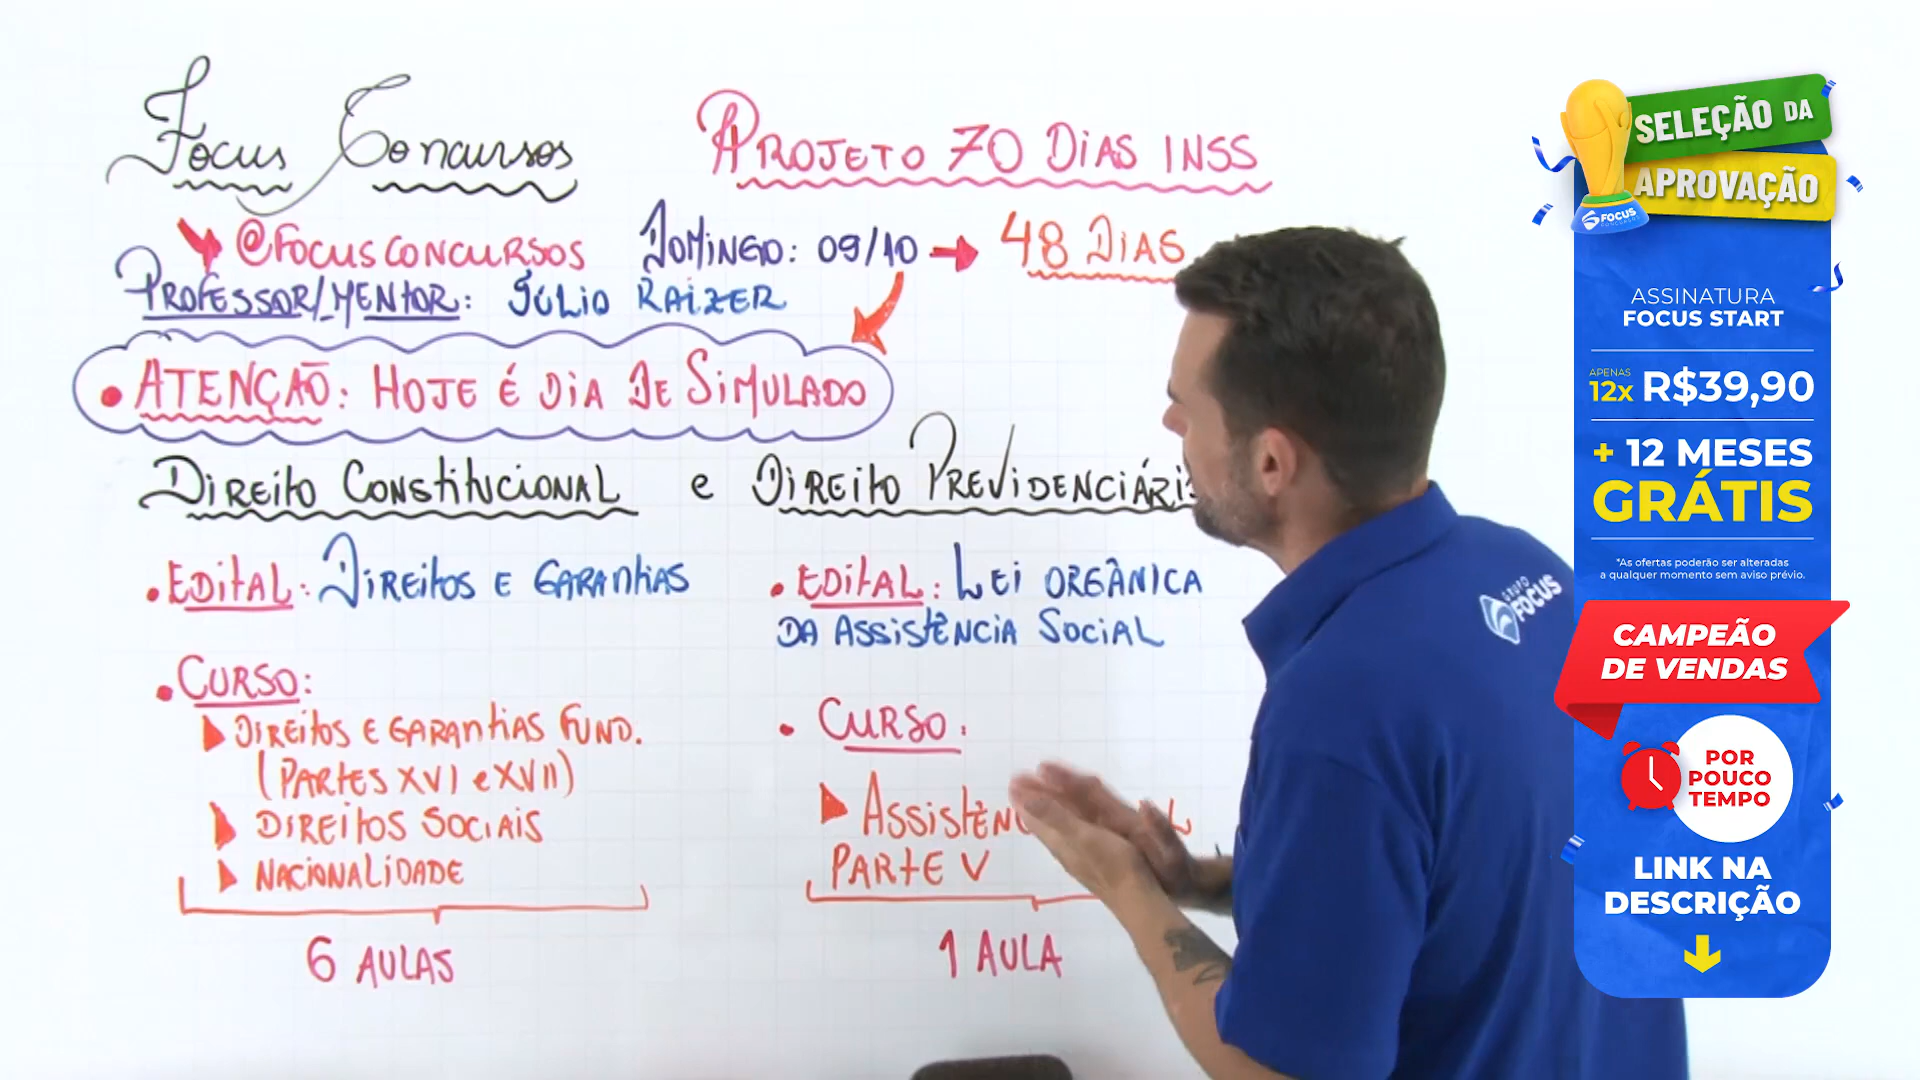 Focus Concursos
PROJETO 70 DIAS INSS
@FOCUSCONCURSOS
DOMINGO: 09/10
48 DIAS
PROFESSOR/MENTOR: JÚLIO RAIZER
ATENÇÃO: HOJE É DIA DE SIMULADO
DIREITO CONSTITUCIONAL e DIREITO
EDITAL: DIREITOS E GARANTIAS
CURSO:
DIREITOS E GARANTIAS FUND.
(PARTES XVI e XVII)
DIREITOS SOCIAIS
NACIONALIDADE
6 AULAS
EDITAL: LEI ORGÂNICA
DA ASSISTÊNCIA SOCIAL
CURSO:
PARTE V
1 AULA
GRUPO
FOCUS
SELEÇÃO DA
APROVAÇÃO
FOCUS
CONCURSOS
ASSINATURA
FOCUS START
APENAS
12x R$39,90
+ 12 MESES
GRÁTIS
*As ofertas poderão ser alteradas
a qualquer momento sem aviso prévio.
CAMPEÃO
DE VENDAS
POR
POUCO
TEMPO
LINK NA
DESCRIÇÃO